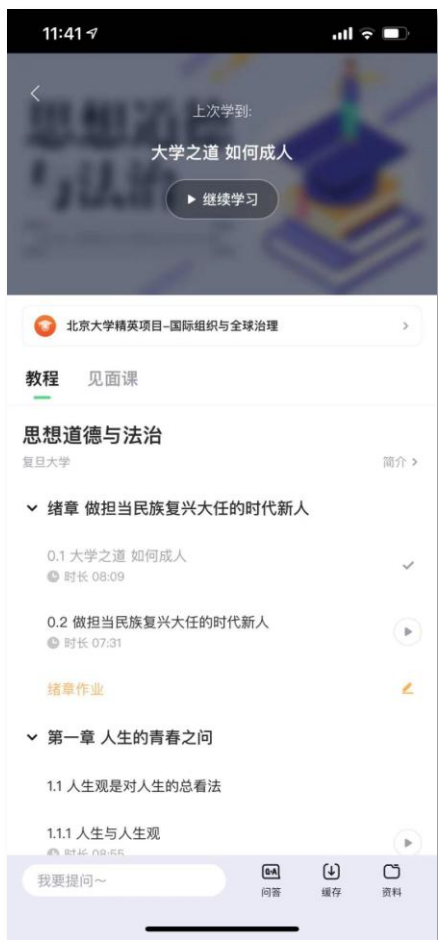 11:41
上次学到:
大学之道 如何成人
继续学习
北京大学精英项目-国际组织与全球治理
教程 见面课
思想道德与法治
复旦大学 简介
绪章 做担当民族复兴大任的时代新人
0.1 大学之道 如何成人
时长 08:09
0.2 做担当民族复兴大任的时代新人
时长 07:31
绪章作业
第一章 人生的青春之问
1.1 人生观是对人生的总看法
1.1.1 人生与人生观
时长 08:55
我要提问~
Q&A
问答 缓存 资料